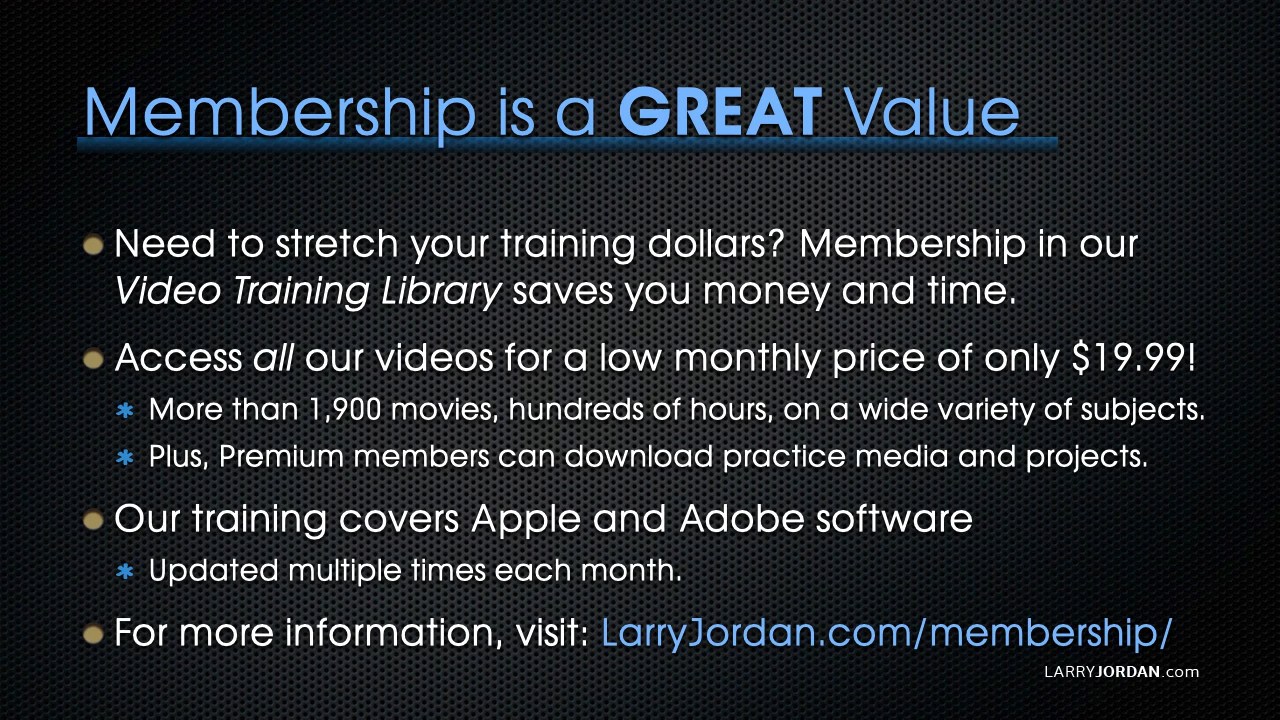 Membership is a GREAT Value
Need to stretch your training dollars? Membership in our
Video Training Library saves you money and time.
Access all our videos for a low monthly price of only $19.99!
More than 1,900 movies, hundreds of hours, on a wide variety of subjects.
Plus, Premium members can download practice media and projects.
Our training covers Apple and Adobe software
Updated multiple times each month.
For more information, visit: LarryJordan.com/membership/
LARRYJORDAN.com